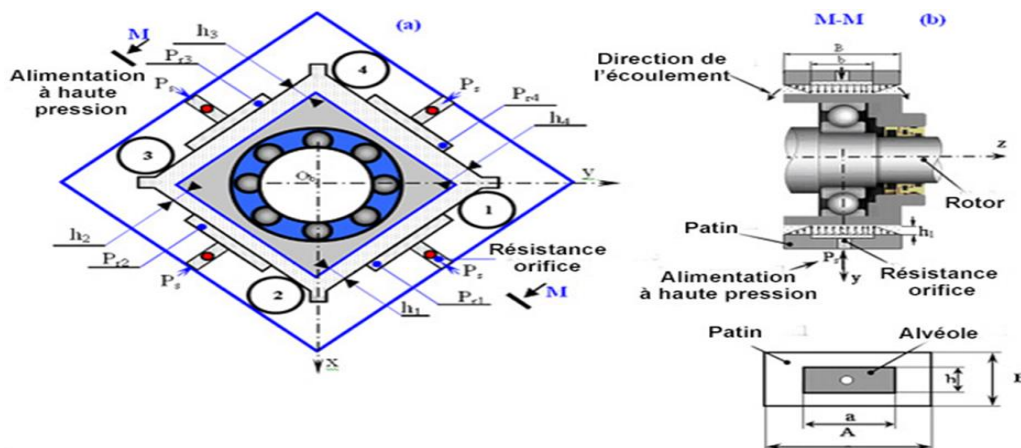 (a)
M
h3
Pr3
Alimentation
à haute
pression
Ps
4
Ps
Pr4
h4
3
Y
1
h2
Pr2
Ps
Résistance
orifice
Ps
2
Pr1
h1
M
X
M-M
(b)
Direction de
l'écoulement
B
b
z
Rotor
Patin
h1
Ps
y
Alimentation
à haute pression
Résistance
orifice
Patin
Alvéole
a
A